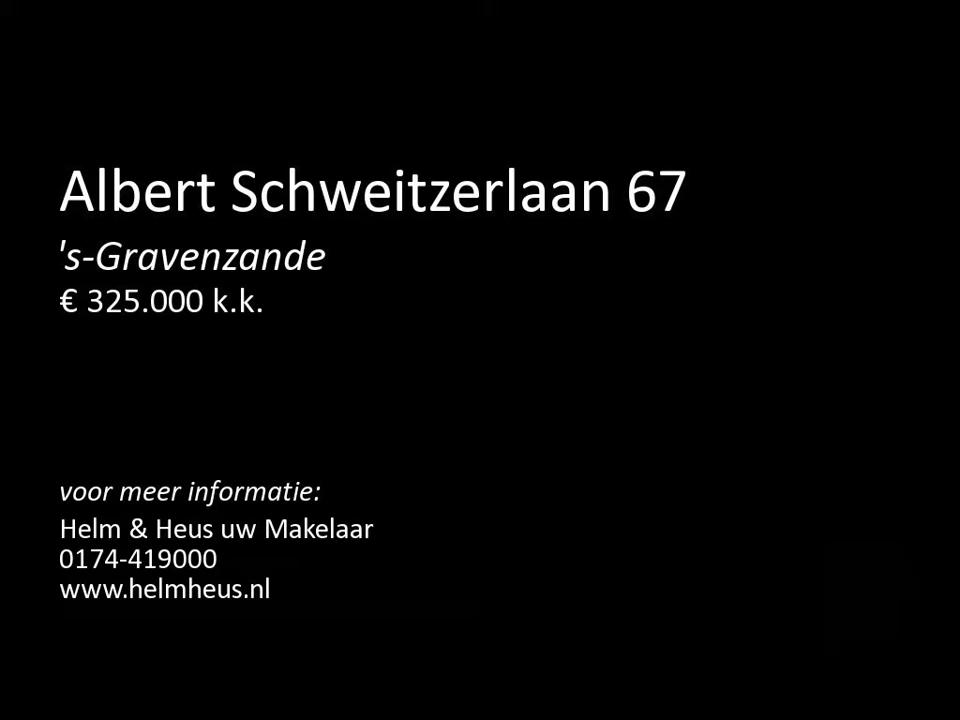 Albert Schweitzerlaan 67
's-Gravenzande
€ 325.000 k.k.
voor meer informatie:
Helm & Heus uw Makelaar
0174-419000
www.helmheus.nl